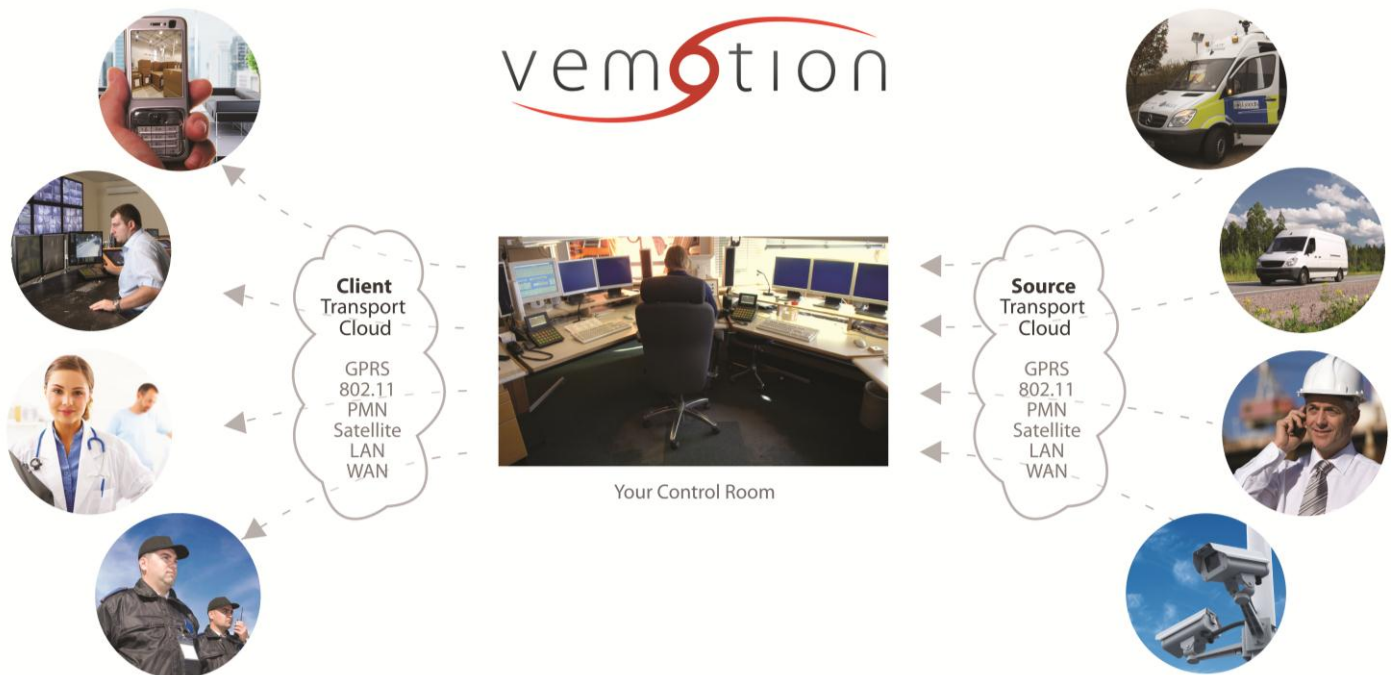 vemotion
Client
Transport
Cloud
GPRS
802.11
PMN
Satellite
LAN
WAN
Your Control Room
Source
Transport
Cloud
GPRS
802.11
PMN
Satellite
LAN
WAN
Leeds